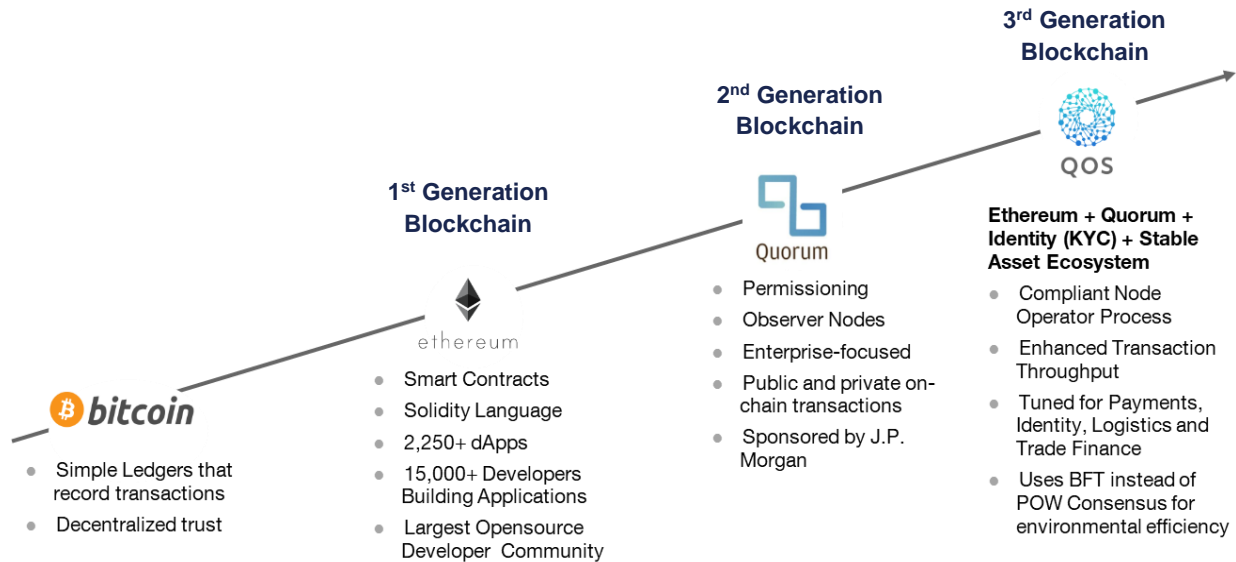 3rd Generation
Blockchain
2nd Generation
Blockchain
1st Generation
Blockchain
QOS
Quorum
ethereum
bitcoin
Simple Ledgers that
record transactions
Decentralized trust
Smart Contracts
Solidity Language
2,250+ dApps
15,000+ Developers
Building Applications
Largest Opensource
Developer Community
Permissioning
Observer Nodes
Enterprise-focused
Public and private on-
chain transactions
Sponsored by J.P.
Morgan
Ethereum + Quorum +
Identity (KYC) + Stable
Asset Ecosystem
Compliant Node
Operator Process
Enhanced Transaction
Throughput
Tuned for Payments,
Identity, Logistics and
Trade Finance
Uses BFT instead of
POW Consensus for
environmental efficiency